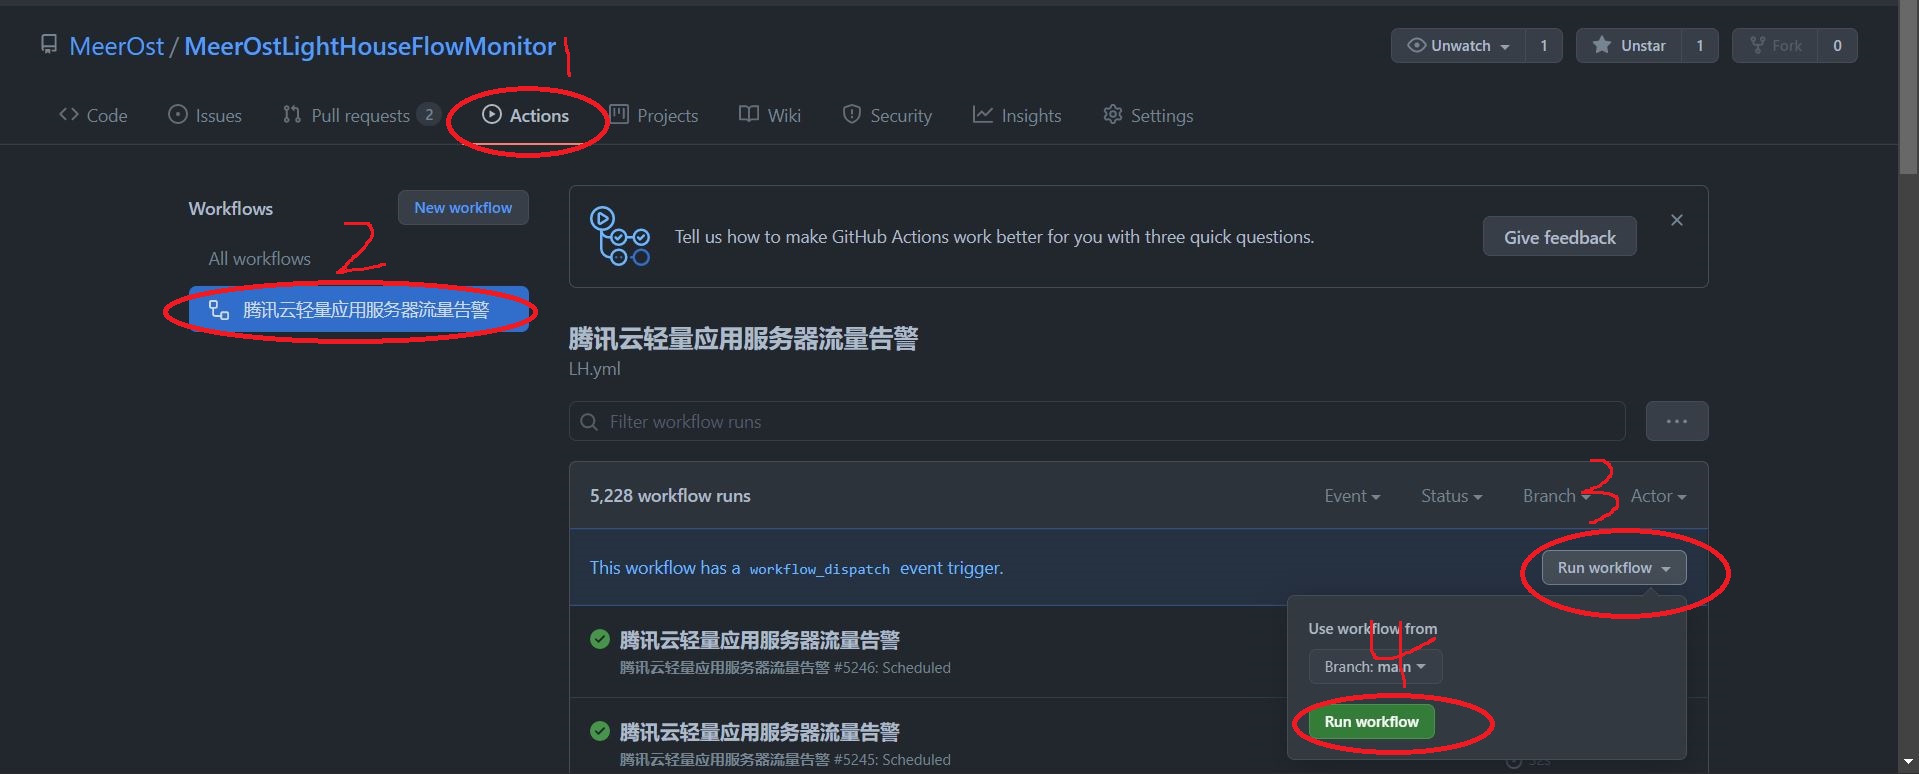 MeerOst / MeerOstLightHouseFlowMonitor 1
Unwatch 1 Unstar 1 Fork 0
Code Issues Pull requests 2 Actions Projects Wiki Security Insights Settings
Workflows New workflow
2
All workflows
腾讯云轻量应用服务器流量告警
Tell us how to make GitHub Actions work better for you with three quick questions. Give feedback
腾讯云轻量应用服务器流量告警
LH.yml
Filter workflow runs
5,228 workflow runs Event Status Branch Actor
3
This workflow has a workflow_dispatch event trigger. Run workflow
腾讯云轻量应用服务器流量告警
腾讯云轻量应用服务器流量告警 #5246: Scheduled
Use workflow from
4
Branch: main
Run workflow
腾讯云轻量应用服务器流量告警
腾讯云轻量应用服务器流量告警 #5245: Scheduled